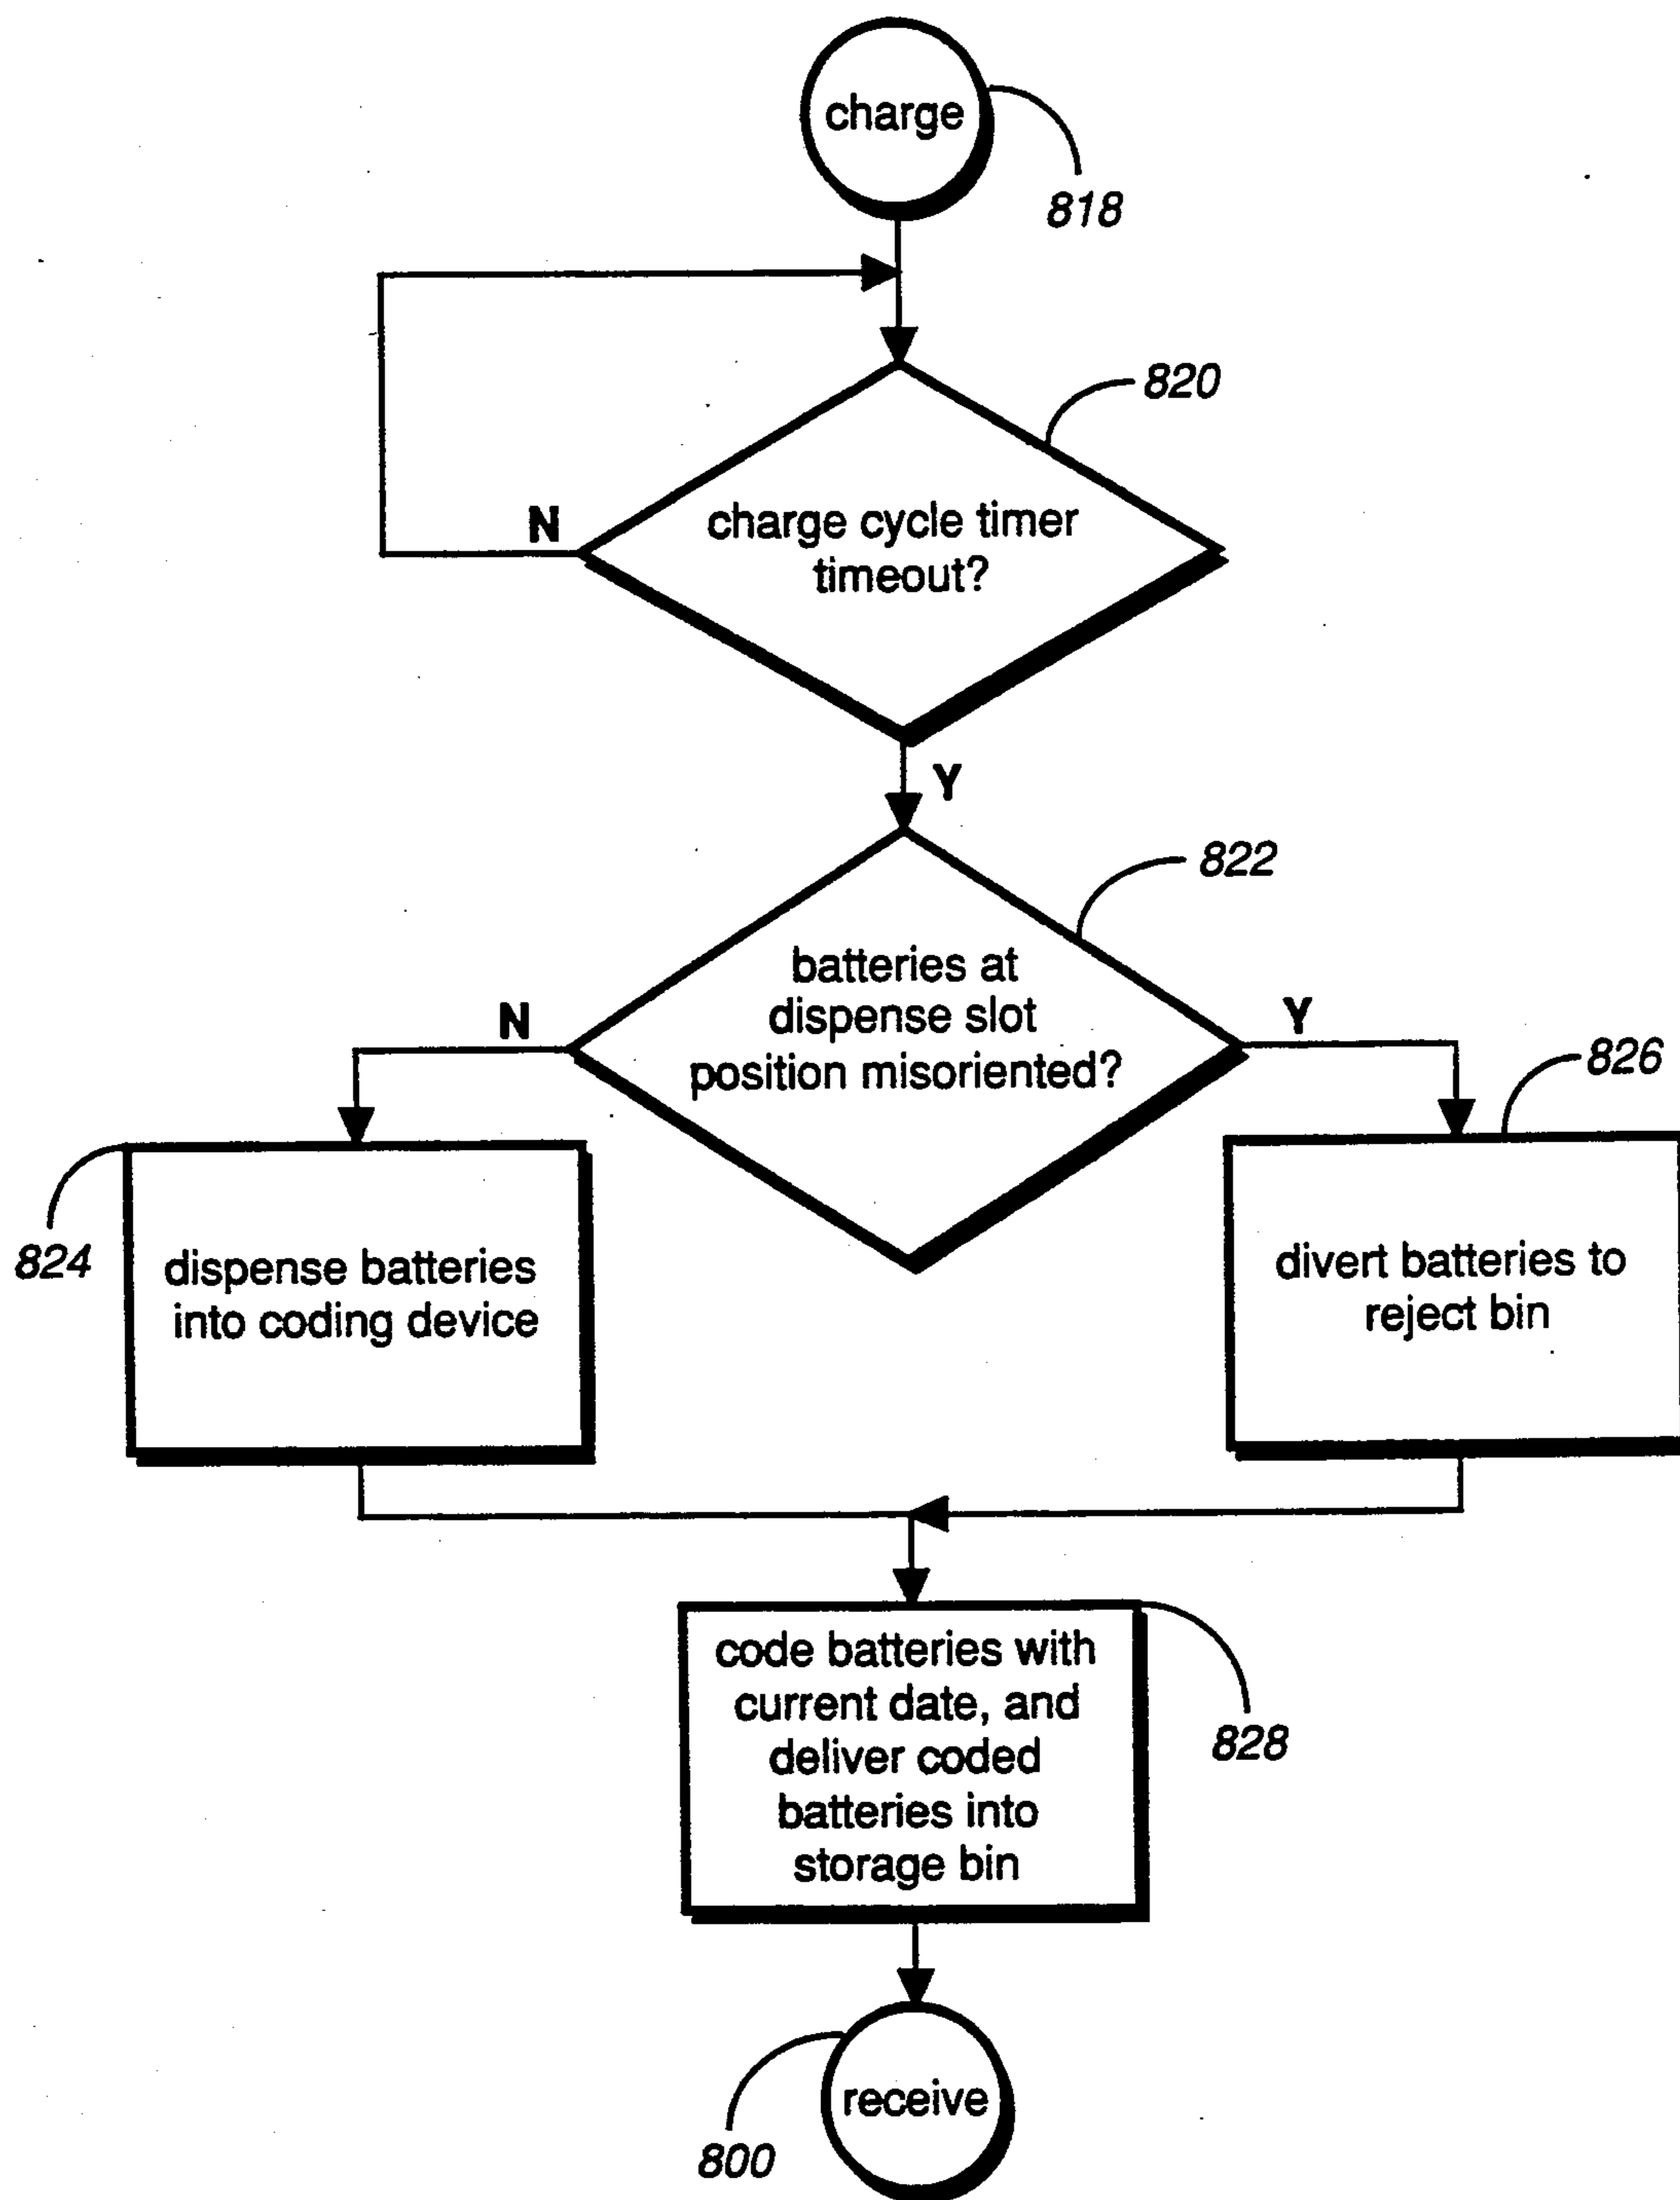 charge
818
820
N
charge cycle timer
timeout?
Y
822
batteries at
dispense slot
position misoriented?
N
Y
826
824
dispense batteries
into coding device
divert batteries to
reject bin
code batteries with
current date, and
deliver coded
batteries into
storage bin
828
receive
800